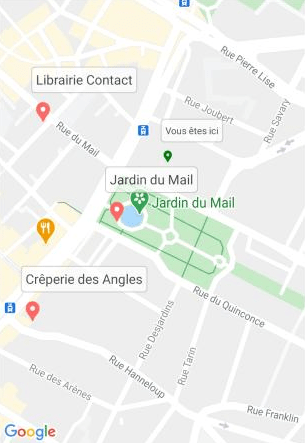 Rue Pierre Lise
Librairie Contact
Rue Joubert
Rue Savary
Rue du Mail
Vous êtes ici
Jardin du Mail
Jardin du Mail
Crêperie des Angles
Rue du Quinconce
Rue Desjardins
Rue Tarin
Rue Hanneloup
Rue des Arènes
Rue Franklin
Google